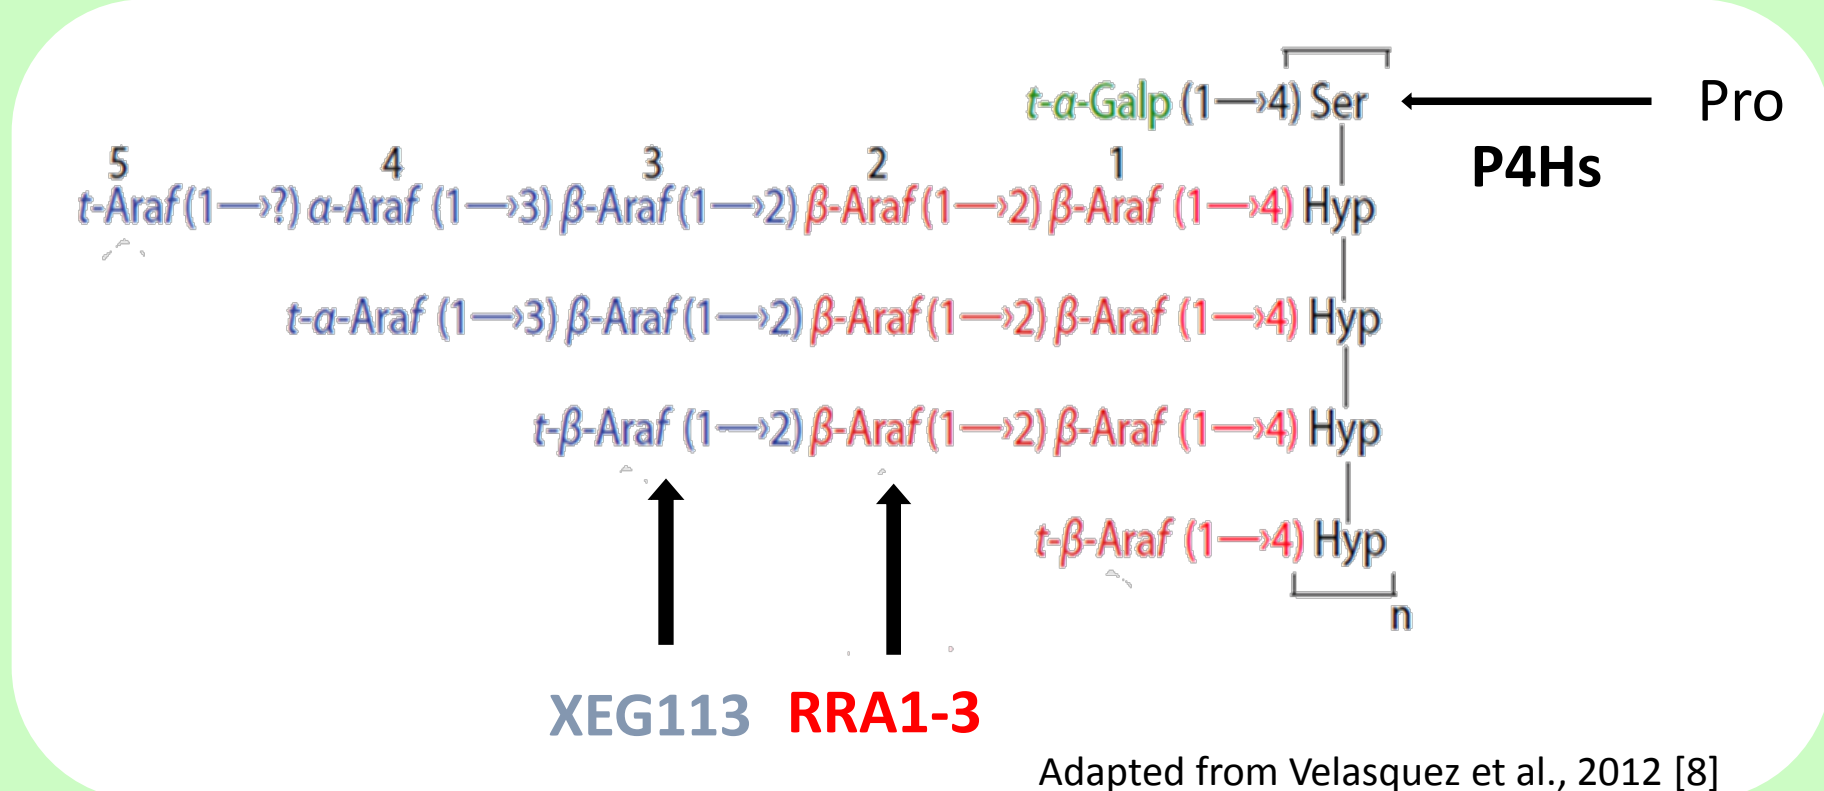 t-α-Galp (1→4) Ser ← Pro
P4Hs
5 4 3 2 1
t-Araf (1→?) α-Araf (1→3) β-Araf (1→2) β-Araf (1→2) β-Araf (1→4) Hyp
t-α-Araf (1→3) β-Araf (1→2) β-Araf (1→2) β-Araf (1→4) Hyp
t-β-Araf (1→2) β-Araf (1→2) β-Araf (1→4) Hyp
t-β-Araf (1→4) Hyp
n
XEG113 RRA1-3
Adapted from Velasquez et al., 2012 [8]